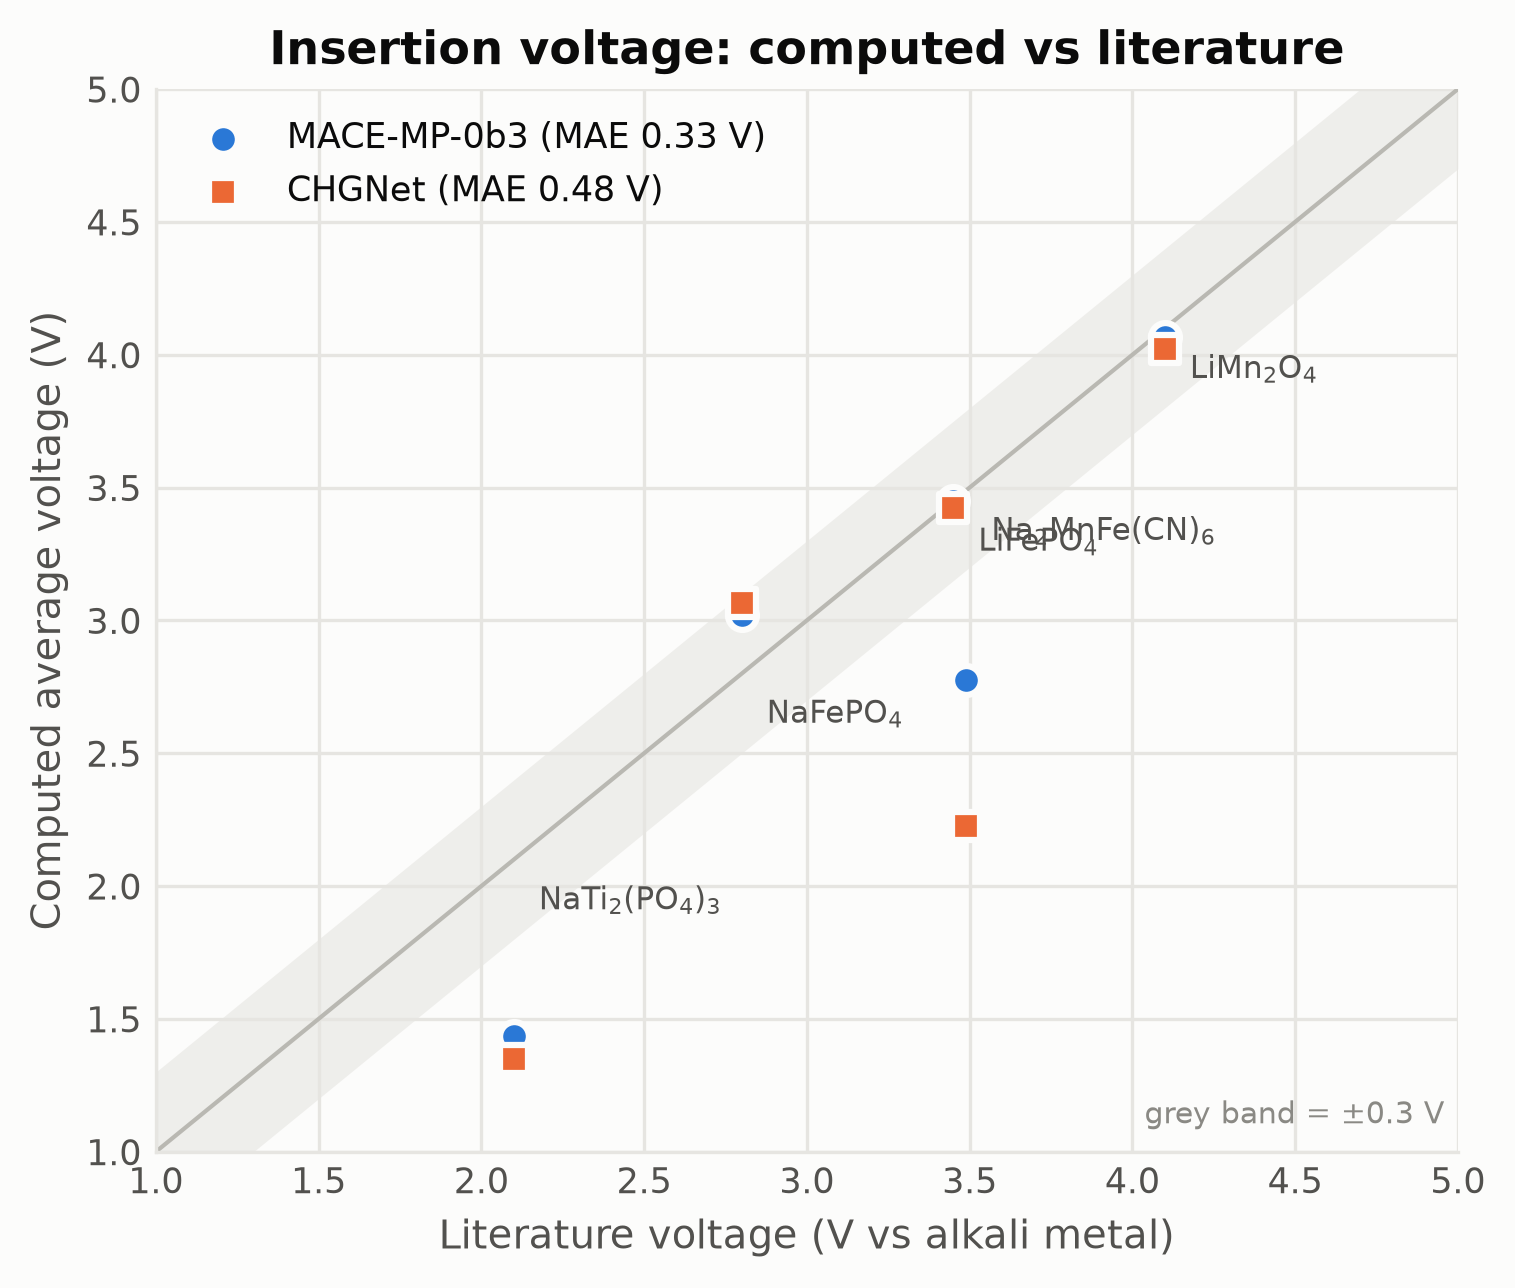 Insertion voltage: computed vs literature
MACE-MP-0b3 (MAE 0.33 V)
CHGNet (MAE 0.48 V)
Computed average voltage (V)
5.0
4.5
4.0
3.5
3.0
2.5
2.0
1.5
1.0
LiMn₂O₄
Na₂MnFe(CN)₆
LiFePO₄
NaFePO₄
NaTi₂(PO₄)₃
grey band = ±0.3 V
1.0 1.5 2.0 2.5 3.0 3.5 4.0 4.5 5.0
Literature voltage (V vs alkali metal)